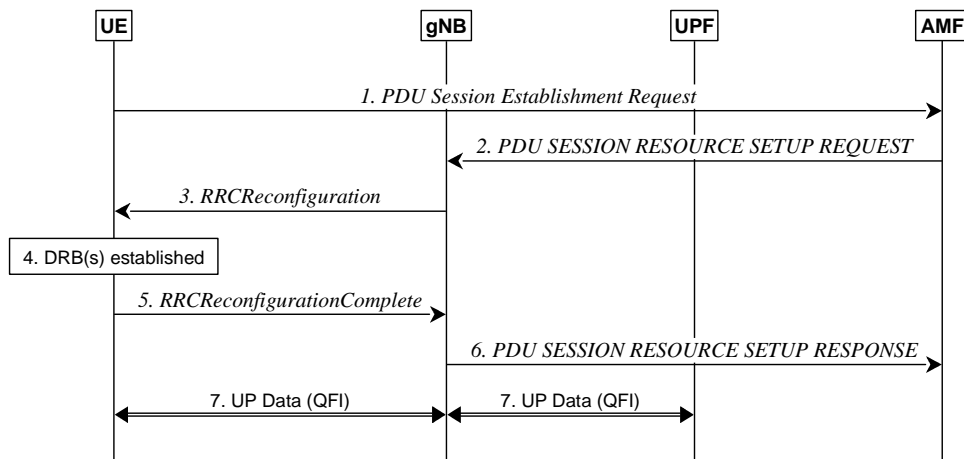 UE gNB UPF AMF
1. PDU Session Establishment Request
2. PDU SESSION RESOURCE SETUP REQUEST
3. RRCReconfiguration
4. DRB(s) established
5. RRCReconfigurationComplete
6. PDU SESSION RESOURCE SETUP RESPONSE
7. UP Data (QFI) 7. UP Data (QFI)